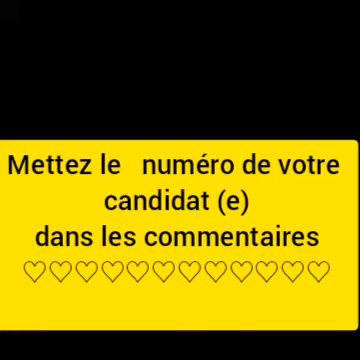 Mettez le numéro de votre
candidat (e)
dans les commentaires
♡♡♡♡♡♡♡♡♡♡♡♡